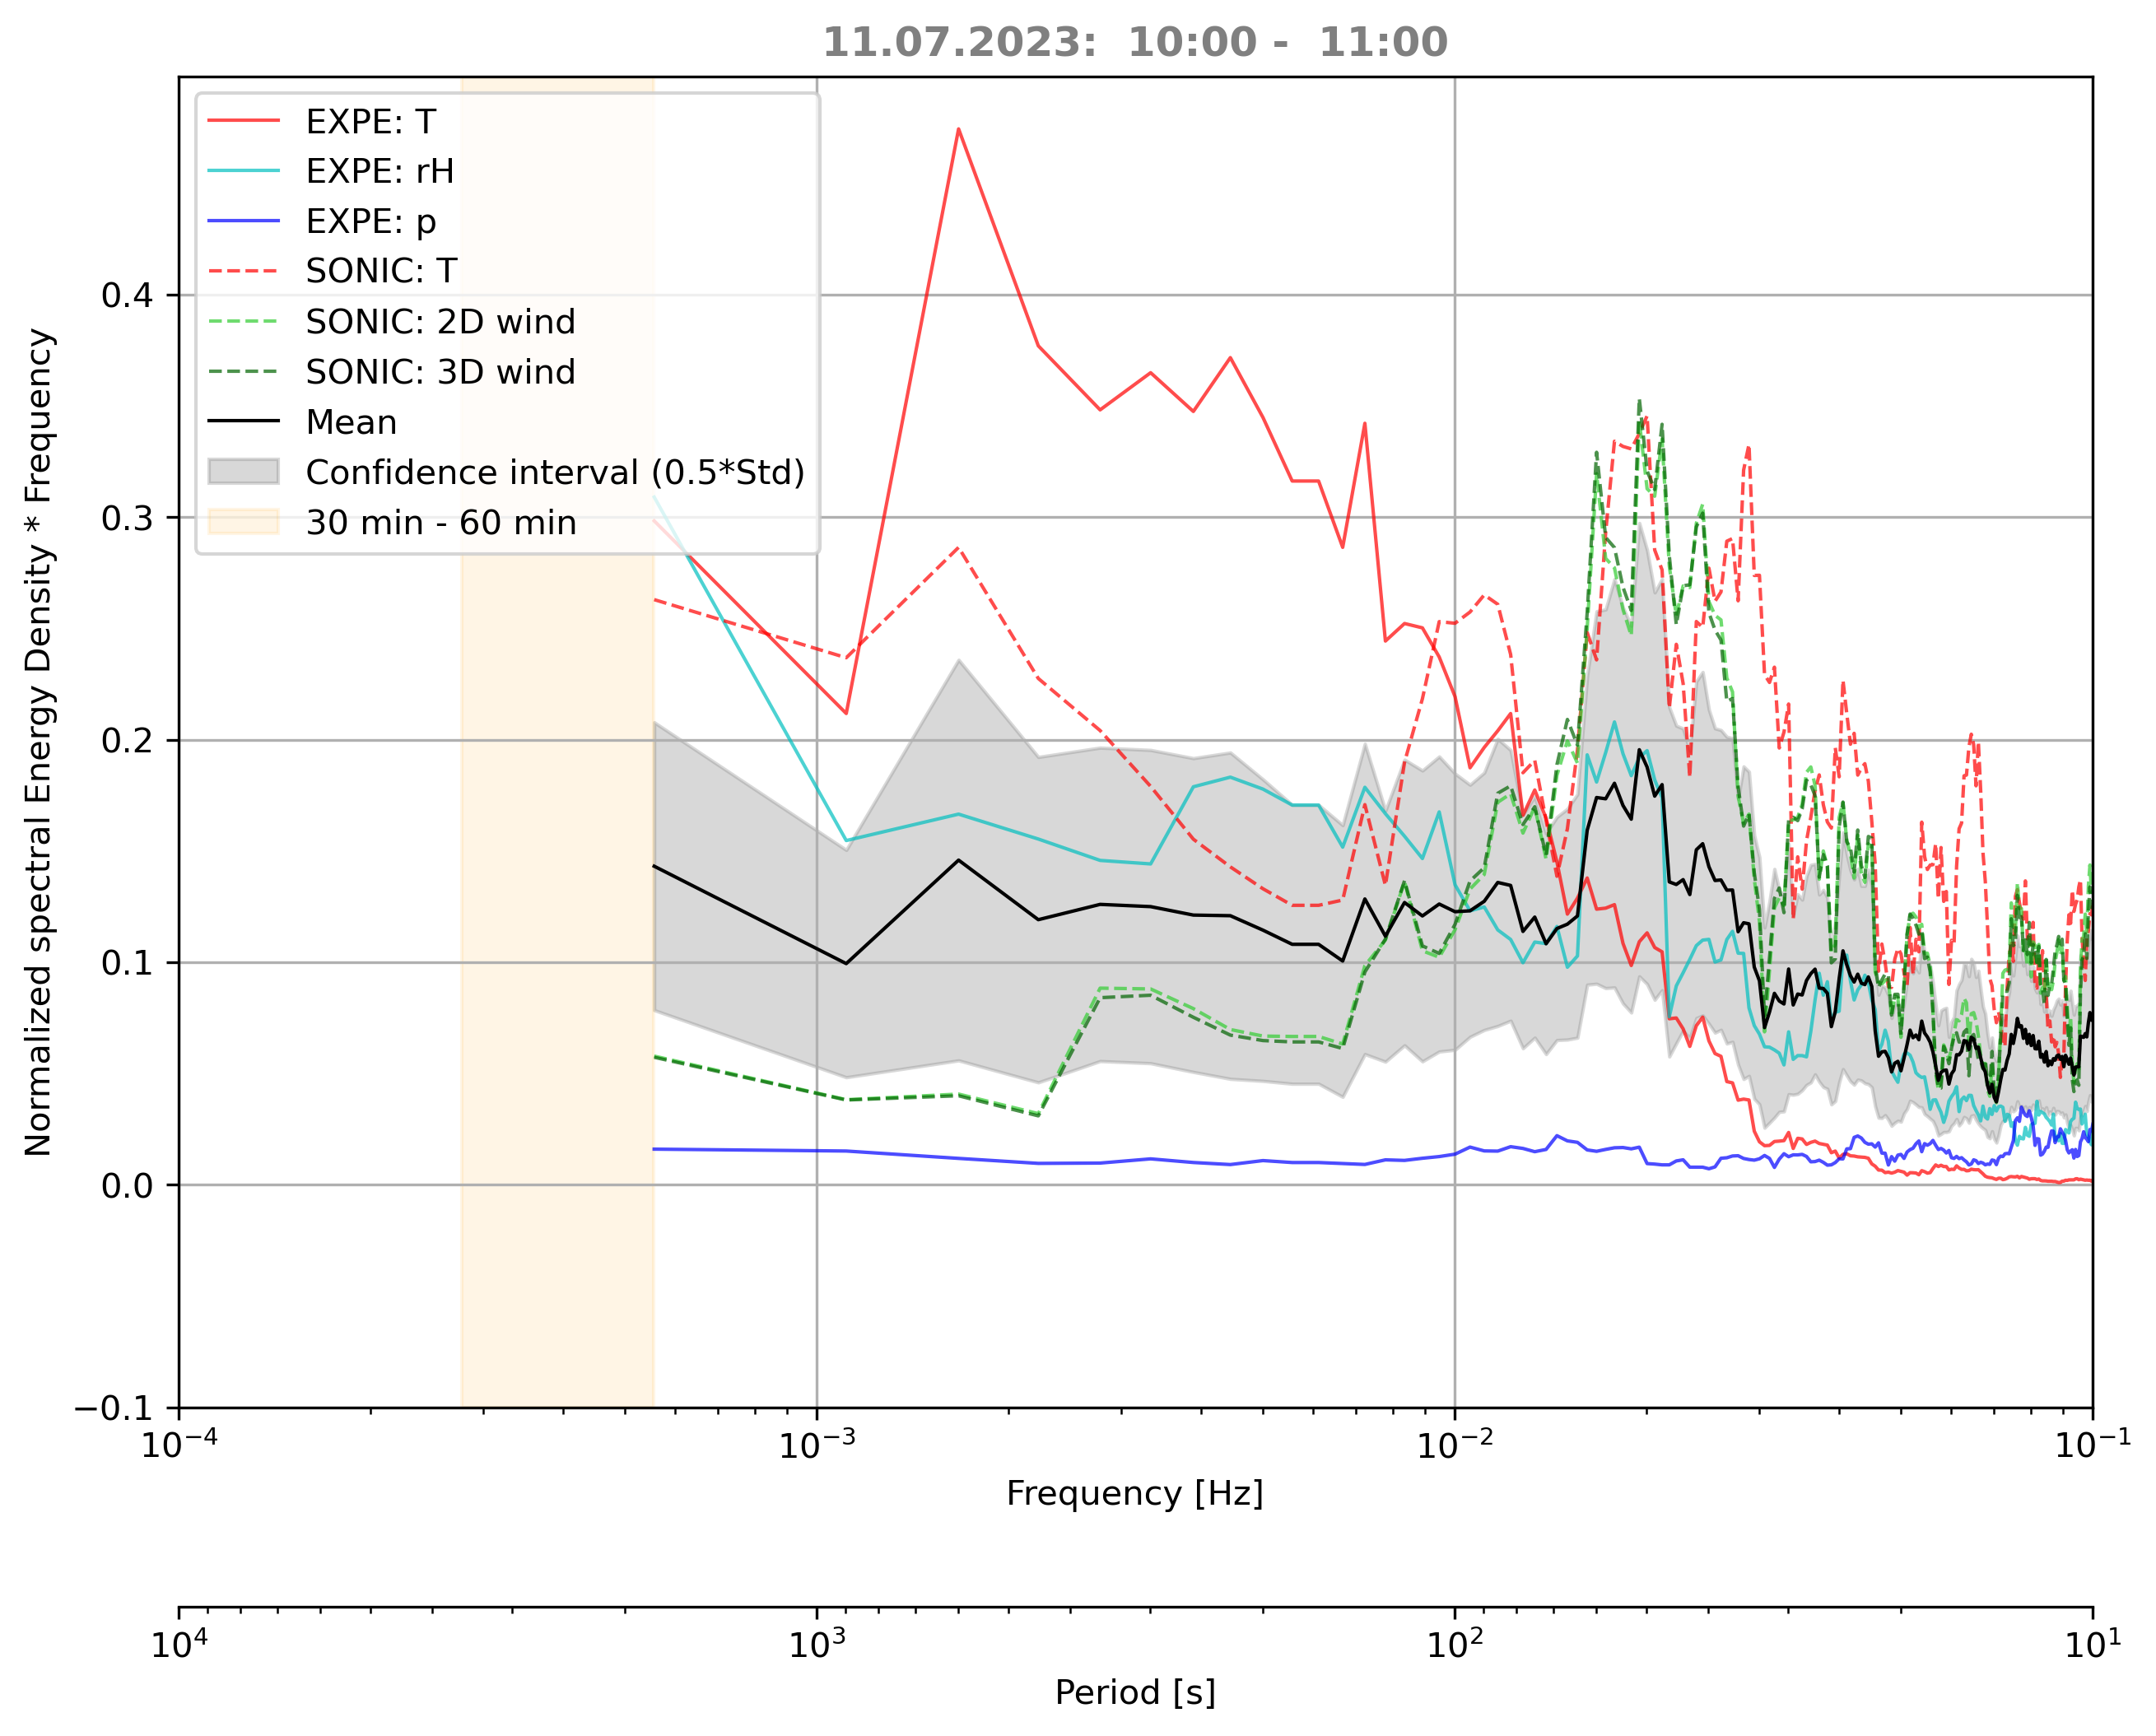 11.07.2023:  10:00 -  11:00
EXPE: T
EXPE: rH
EXPE: p
SONIC: T
SONIC: 2D wind
SONIC: 3D wind
Mean
Confidence interval (0.5*Std)
30 min - 60 min
Normalized spectral Energy Density * Frequency
0.4
0.3
0.2
0.1
0.0
−0.1
10⁻⁴ 10⁻³ 10⁻² 10⁻¹
Frequency [Hz]
10⁴ 10³ 10² 10¹
Period [s]